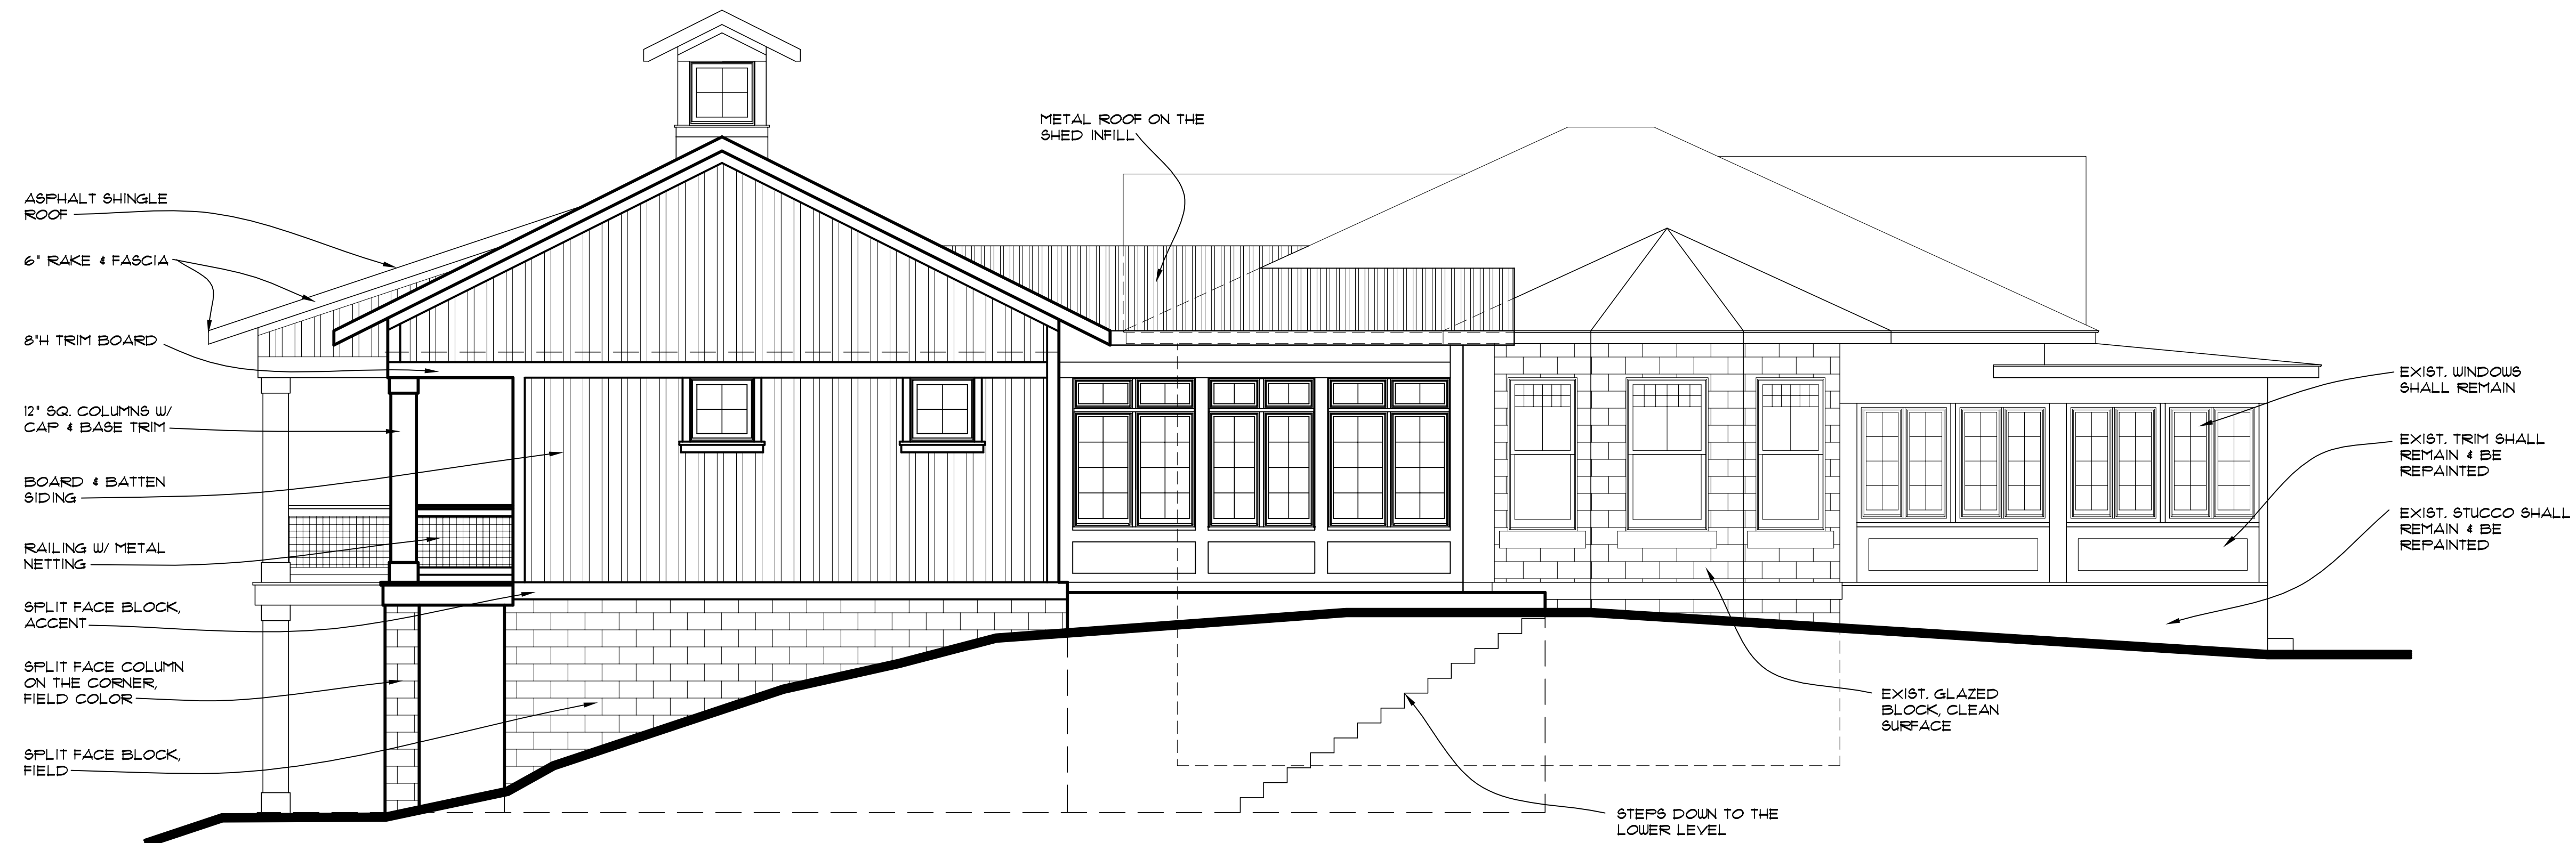 METAL ROOF ON THE
SHED INFILL
ASPHALT SHINGLE
ROOF
6" RAKE & FASCIA
8"H TRIM BOARD
12" SQ. COLUMNS W/
CAP & BASE TRIM
BOARD & BATTEN
SIDING
RAILING W/ METAL
NETTING
SPLIT FACE BLOCK,
ACCENT
SPLIT FACE COLUMN
ON THE CORNER,
FIELD COLOR
SPLIT FACE BLOCK,
FIELD
EXIST. WINDOWS
SHALL REMAIN
EXIST. TRIM SHALL
REMAIN & BE
REPAINTED
EXIST. STUCCO SHALL
REMAIN & BE
REPAINTED
EXIST. GLAZED
BLOCK, CLEAN
SURFACE
STEPS DOWN TO THE
LOWER LEVEL